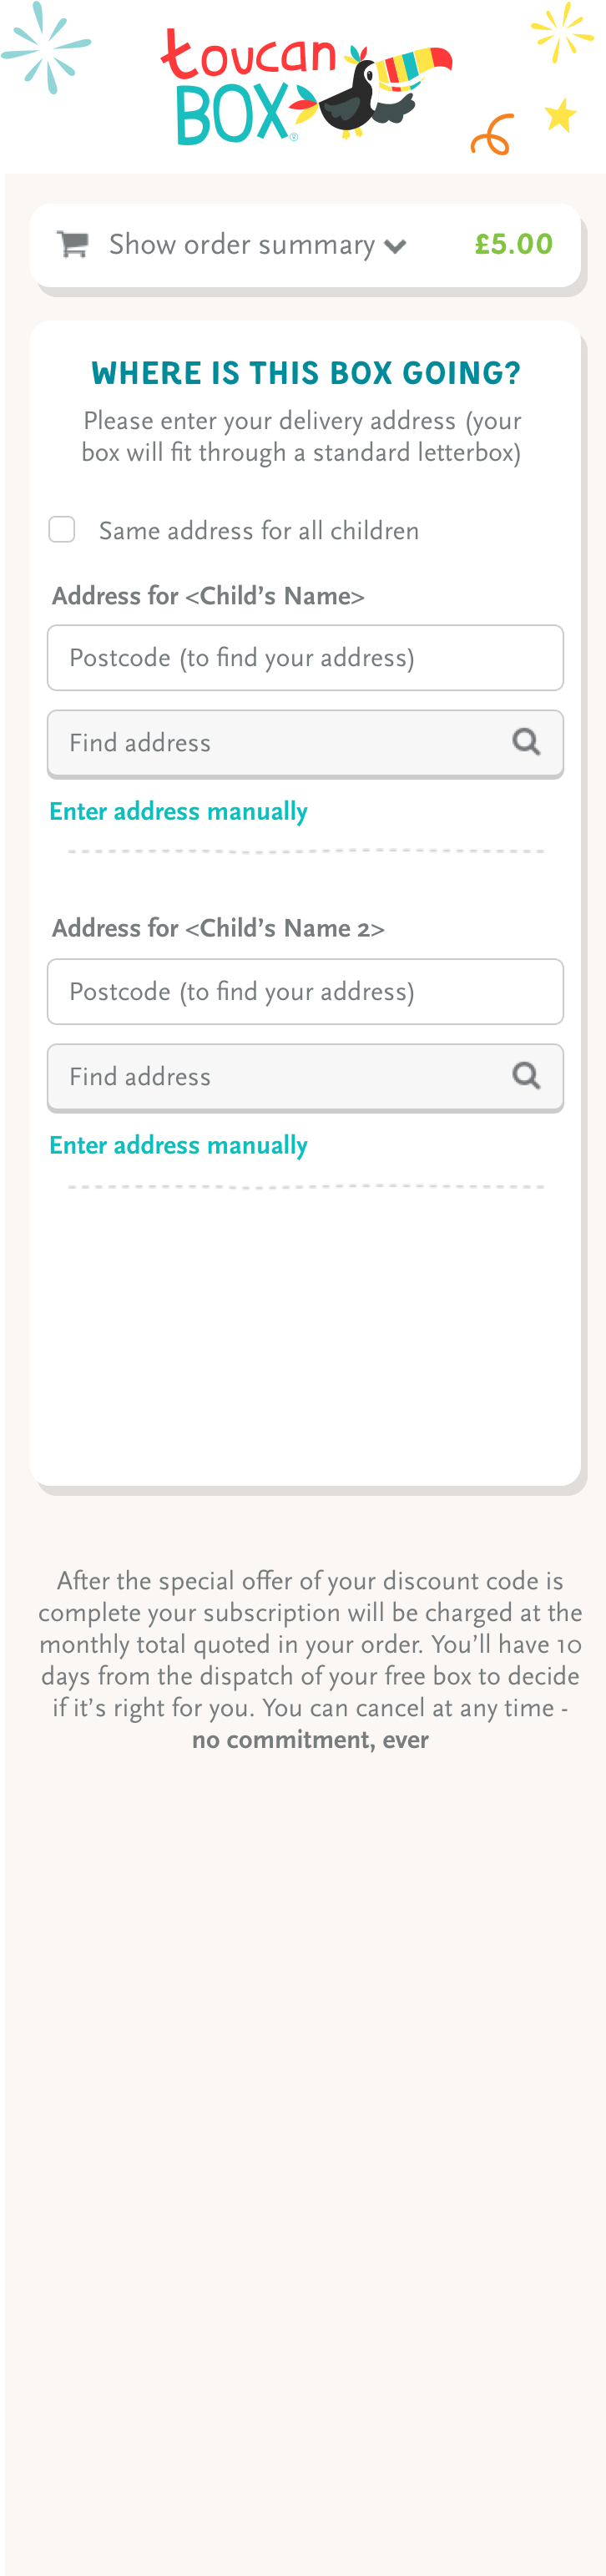 toucan
BOX
Show order summary £5.00
WHERE IS THIS BOX GOING?
Please enter your delivery address (your
box will fit through a standard letterbox)
Same address for all children
Address for <Child’s Name>
Postcode (to find your address)
Find address
Enter address manually
Address for <Child’s Name 2>
Postcode (to find your address)
Find address
Enter address manually
After the special offer of your discount code is
complete your subscription will be charged at the
monthly total quoted in your order. You’ll have 10
days from the dispatch of your free box to decide
if it’s right for you. You can cancel at any time -
no commitment, ever